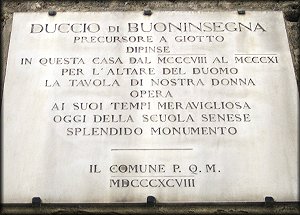 DUCCIO DI BUONINSEGNA
PRECURSORE A GIOTTO
DIPINSE
IN QUESTA CASA DAL MCCCVIII AL MCCCXI
PER L'ALTARE DEL DUOMO
LA TAVOLA DI NOSTRA DONNA
OPERA
AI SUOI TEMPI MERAVIGLIOSA
OGGI DELLA SCUOLA SENESE
SPLENDIDO MONUMENTO
IL COMUNE P. Q. M.
MDCCCXCVIII